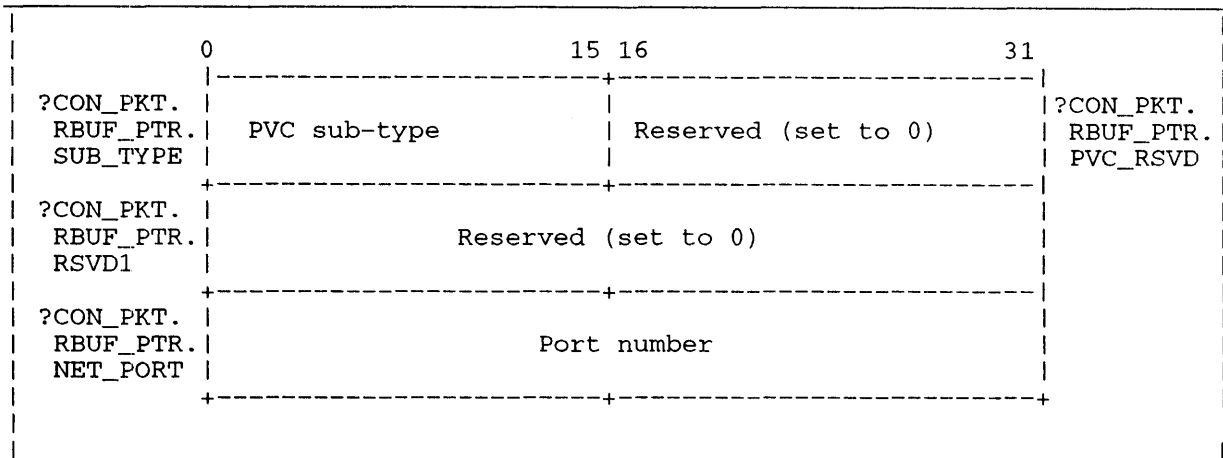 0 15 16 31
?CON_PKT. ?CON_PKT.
RBUF_PTR. PVC sub-type Reserved (set to 0) RBUF_PTR.
SUB_TYPE PVC_RSVD
?CON_PKT.
RBUF_PTR. Reserved (set to 0)
RSVD1
?CON_PKT.
RBUF_PTR. Port number
NET_PORT